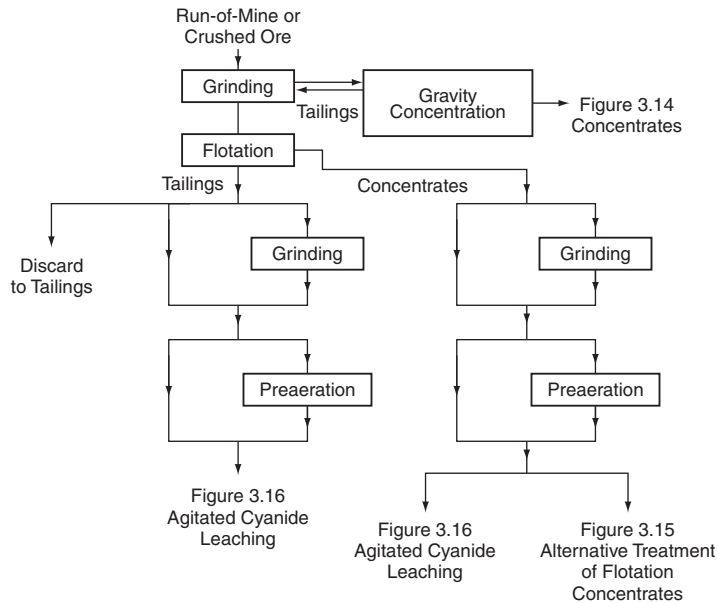 Run-of-Mine or
Crushed Ore
Grinding
Tailings
Gravity
Concentration
Figure 3.14
Concentrates
Flotation
Tailings
Concentrates
Discard
to Tailings
Grinding
Grinding
Preaeration
Preaeration
Figure 3.16
Agitated Cyanide
Leaching
Figure 3.16
Agitated Cyanide
Leaching
Figure 3.15
Alternative Treatment
of Flotation
Concentrates